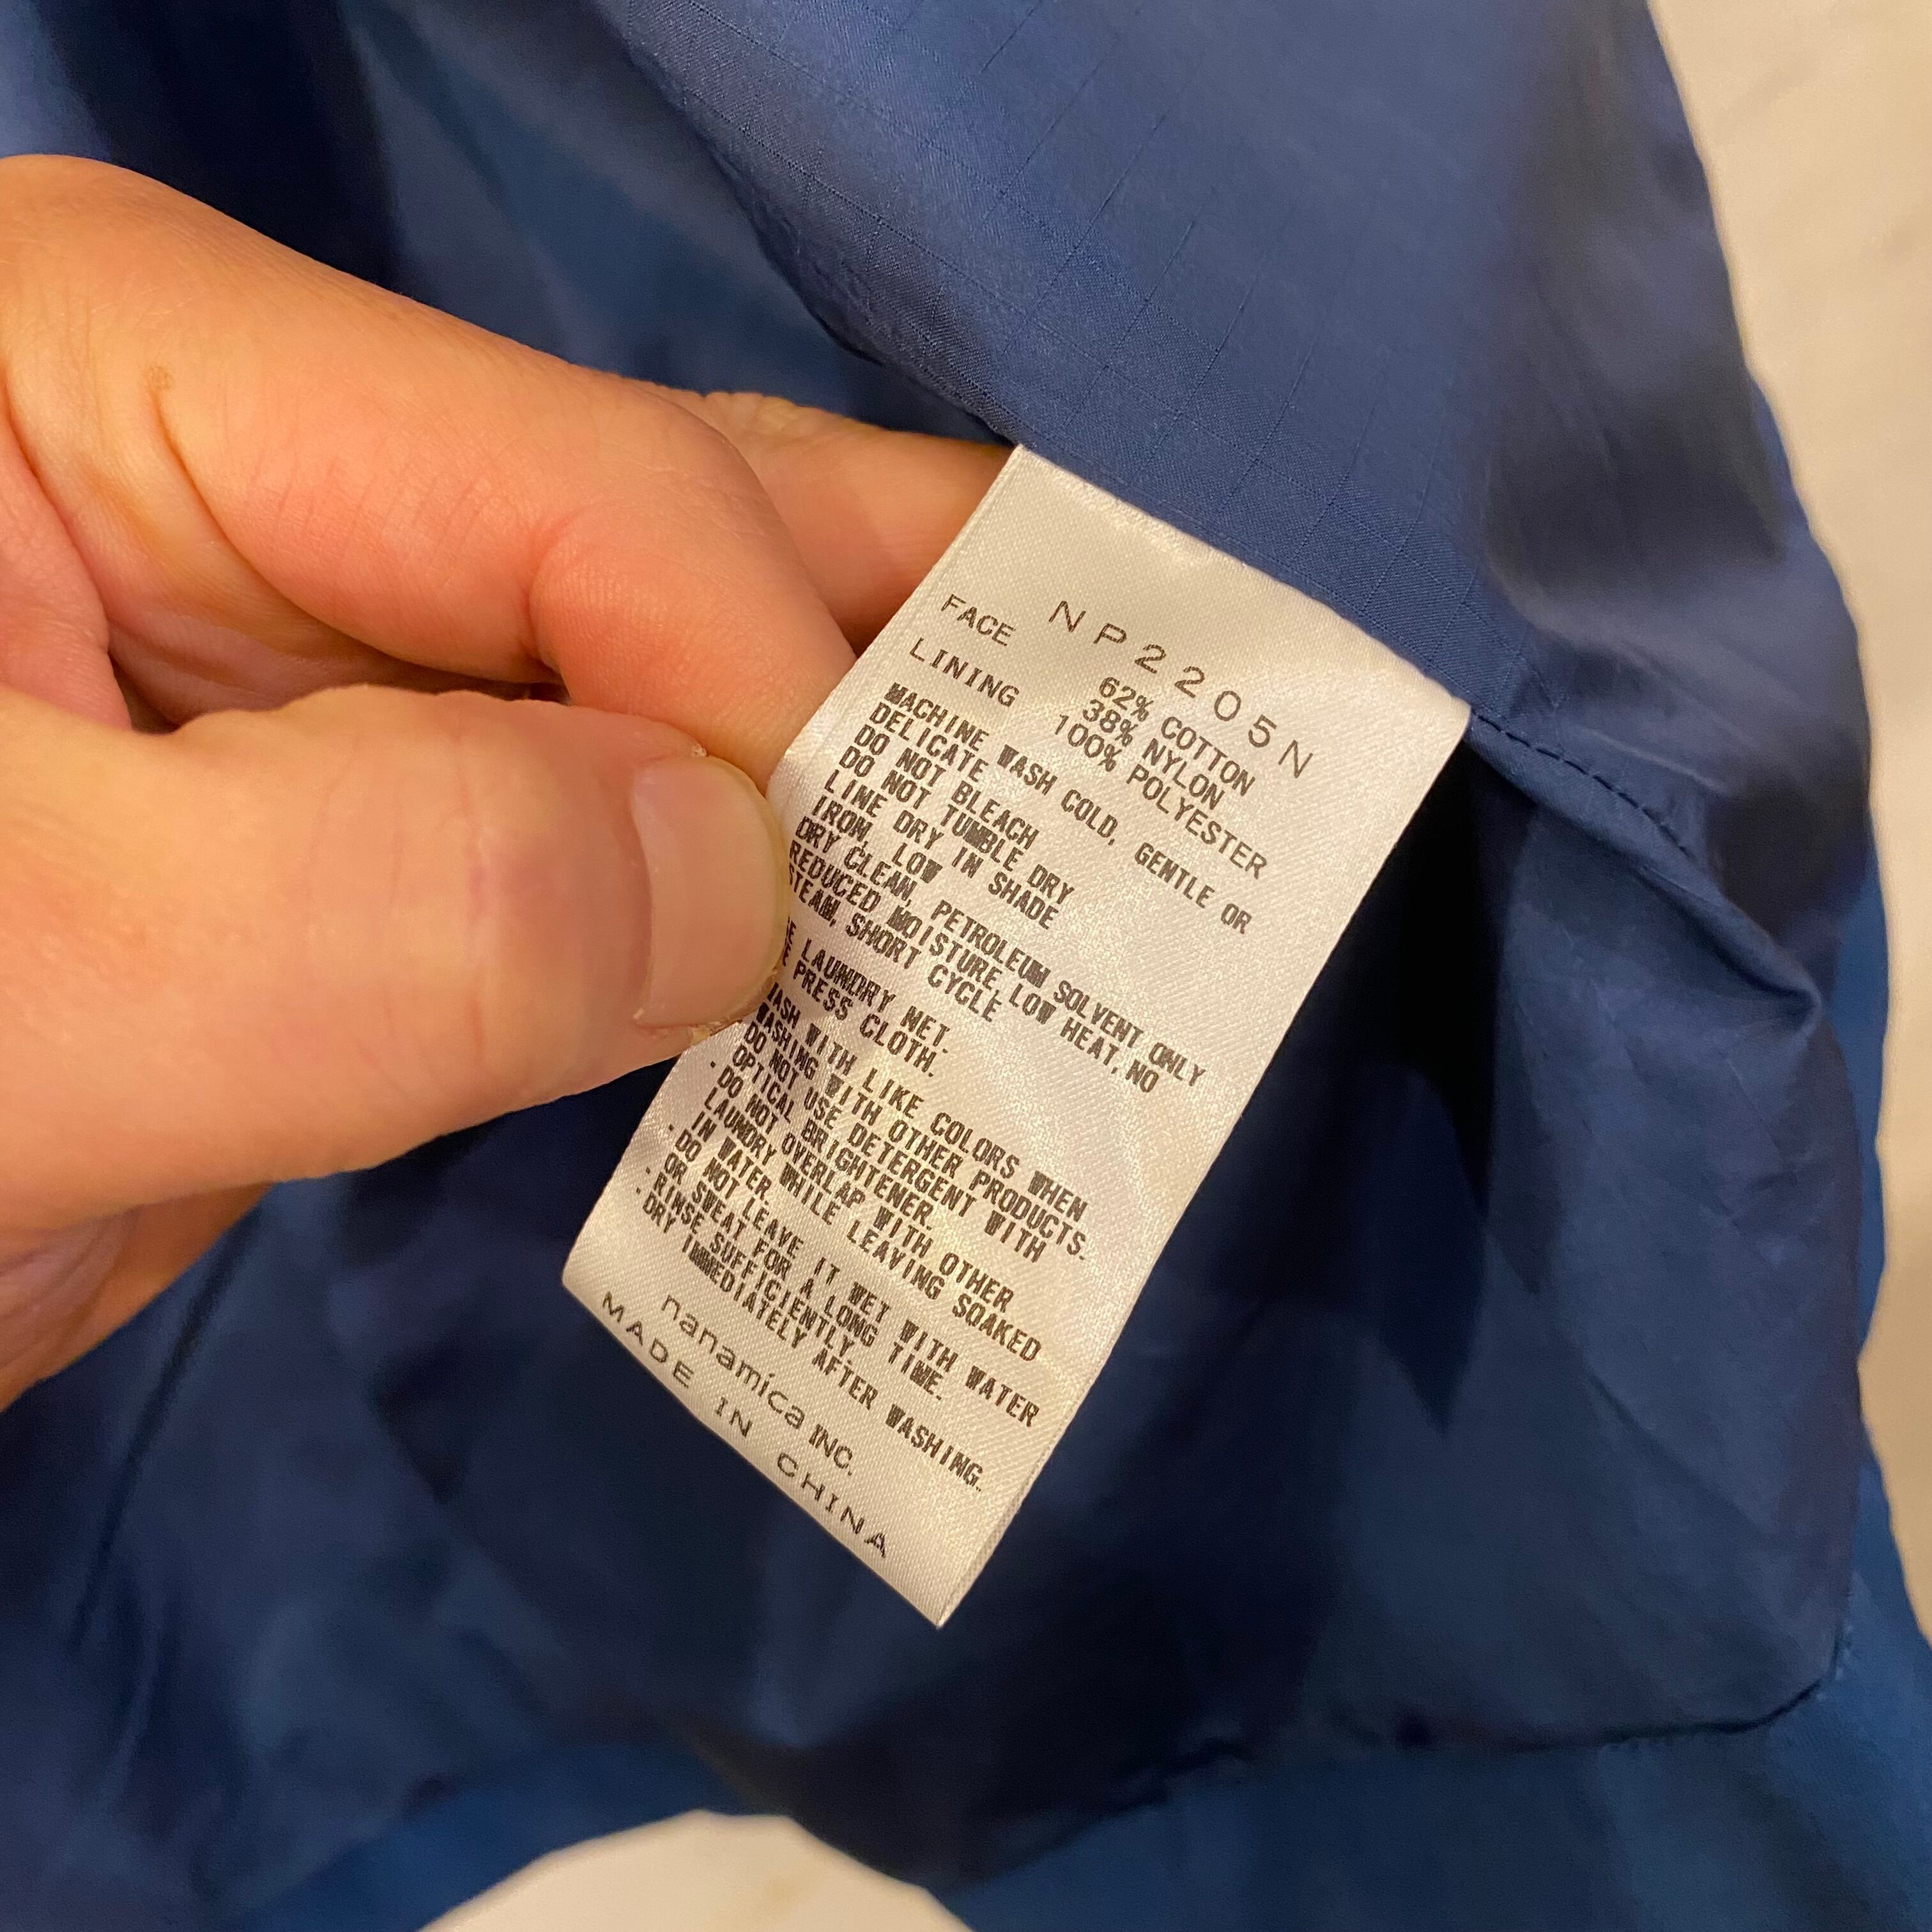 NP2205N
FACE 62% COTTON
38% NYLON
LINING 100% POLYESTER
MACHINE WASH COLD, GENTLE OR
DELICATE
DO NOT BLEACH
DO NOT TUMBLE DRY
LINE DRY IN SHADE
IRON, LOW
DRY CLEAN, PETROLEUM SOLVENT ONLY
REDUCED MOISTURE, LOW HEAT, NO
STEAM, SHORT CYCLE
LAUNDRY NET.
PRESS CLOTH.
WASH WITH LIKE COLORS WHEN
WASHING WITH OTHER PRODUCTS.
DO NOT USE DETERGENT WITH
OPTICAL BRIGHTENER.
·DO NOT OVERLAP WITH OTHER
LAUNDRY WHILE LEAVING SOAKED
IN WATER.
·DO NOT LEAVE IT WET WITH WATER
OR SWEAT FOR A LONG TIME.
·RINSE SUFFICIENTLY.
·DRY IMMEDIATELY AFTER WASHING.
nanamica INC.
MADE IN CHINA